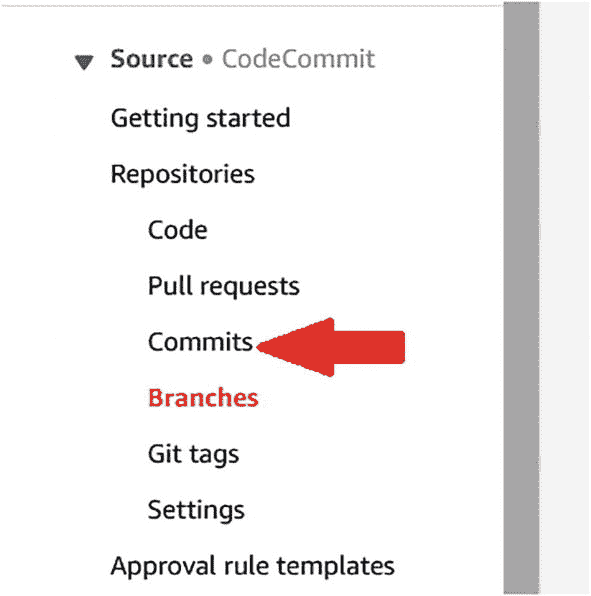 Source • CodeCommit
Getting started
Repositories
Code
Pull requests
Commits
Branches
Git tags
Settings
Approval rule templates